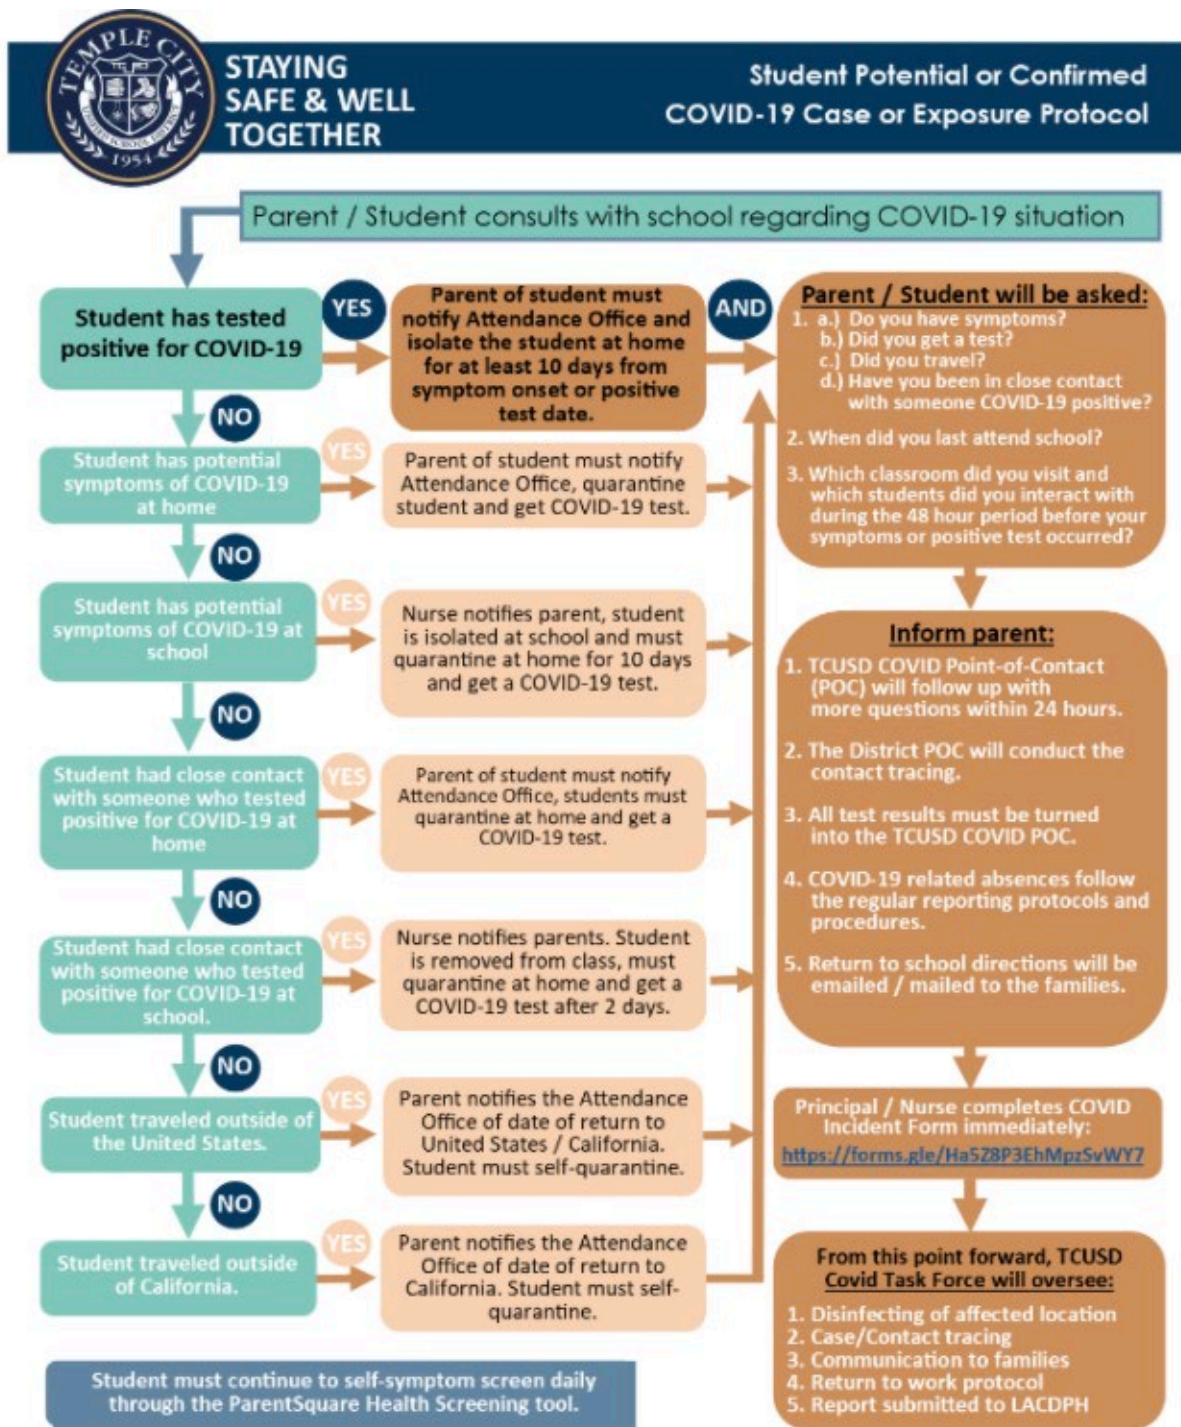 TEMPLE CITY
UNIFIED SCHOOL DISTRICT
1954
STAYING
SAFE & WELL
TOGETHER
Student Potential or Confirmed
COVID-19 Case or Exposure Protocol
Parent / Student consults with school regarding COVID-19 situation
Student has tested
positive for COVID-19
YES
Parent of student must
notify Attendance Office and
isolate the student at home
for at least 10 days from
symptom onset or positive
test date.
AND
NO
Student has potential
symptoms of COVID-19
at home
YES
Parent of student must notify
Attendance Office, quarantine
student and get COVID-19 test.
NO
Student has potential
symptoms of COVID-19 at
school
YES
Nurse notifies parent, student
is isolated at school and must
quarantine at home for 10 days
and get a COVID-19 test.
NO
Student had close contact
with someone who tested
positive for COVID-19 at
home
YES
Parent of student must notify
Attendance Office, students must
quarantine at home and get a
COVID-19 test.
NO
Student had close contact
with someone who tested
positive for COVID-19 at
school.
YES
Nurse notifies parents. Student
is removed from class, must
quarantine at home and get a
COVID-19 test after 2 days.
NO
Student traveled outside of
the United States.
YES
Parent notifies the Attendance
Office of date of return to
United States / California.
Student must self-quarantine.
NO
Student traveled outside
of California.
YES
Parent notifies the Attendance
Office of date of return to
California. Student must self-
quarantine.
Parent / Student will be asked:
1. a.) Do you have symptoms?
b.) Did you get a test?
c.) Did you travel?
d.) Have you been in close contact
with someone COVID-19 positive?
2. When did you last attend school?
3. Which classroom did you visit and
which students did you interact with
during the 48 hour period before your
symptoms or positive test occurred?
Inform parent:
1. TCUSD COVID Point-of-Contact
(POC) will follow up with
more questions within 24 hours.
2. The District POC will conduct the
contact tracing.
3. All test results must be turned
into the TCUSD COVID POC.
4. COVID-19 related absences follow
the regular reporting protocols and
procedures.
5. Return to school directions will be
emailed / mailed to the families.
Principal / Nurse completes COVID
Incident Form immediately:
https://forms.gle/Ha5Z8P3EhMpzSvWY7
From this point forward, TCUSD
Covid Task Force will oversee:
1. Disinfecting of affected location
2. Case/Contact tracing
3. Communication to families
4. Return to work protocol
5. Report submitted to LACDPH
Student must continue to self-symptom screen daily
through the ParentSquare Health Screening tool.